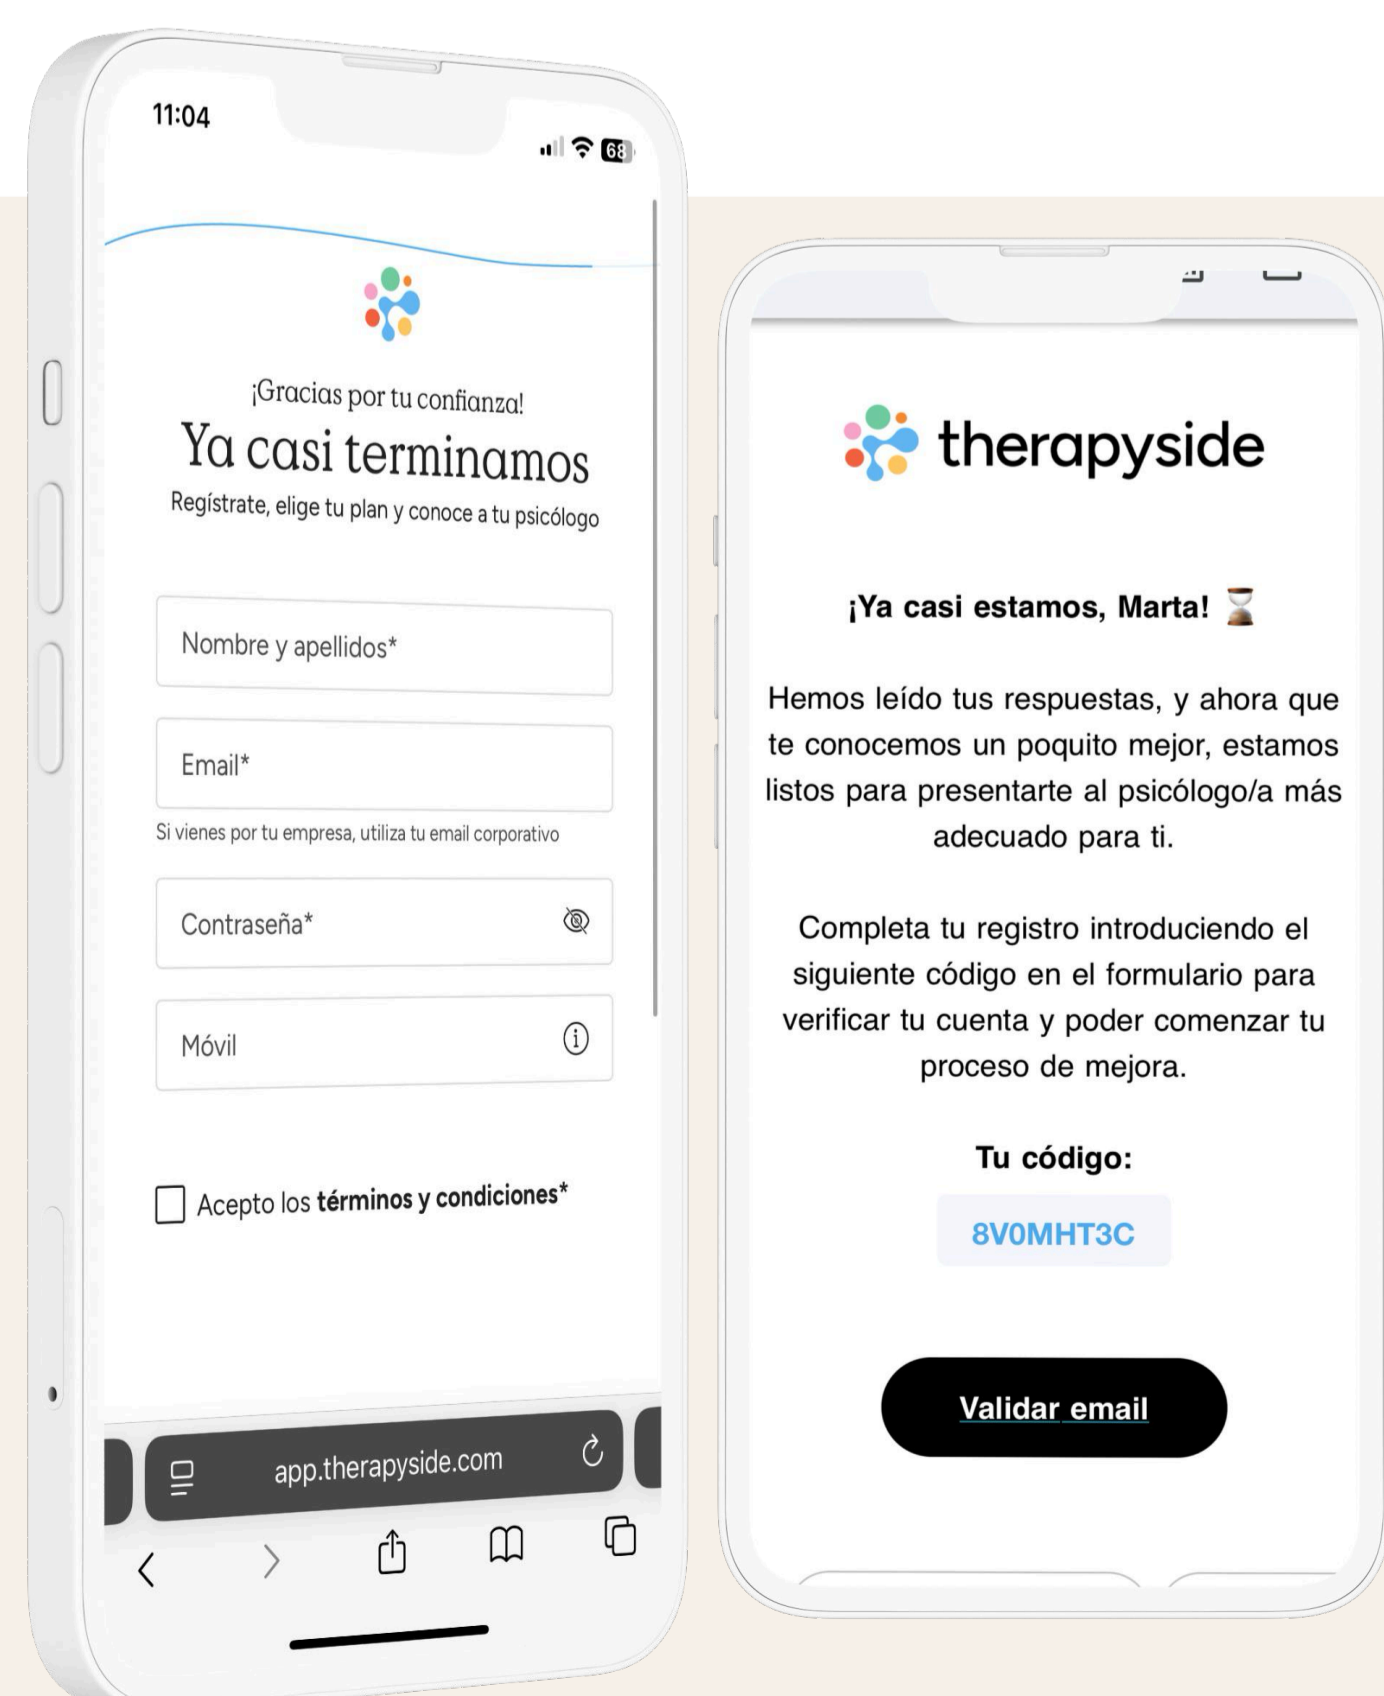 11:04
68
¡Gracias por tu confianza!
Ya casi terminamos
Regístrate, elige tu plan y conoce a tu psicólogo
Nombre y apellidos*
Email*
Si vienes por tu empresa, utiliza tu email corporativo
Contraseña*
Móvil
Acepto los términos y condiciones*
app.therapyside.com
therapyside
¡Ya casi estamos, Marta! ⏳
Hemos leído tus respuestas, y ahora que
te conocemos un poquito mejor, estamos
listos para presentarte al psicólogo/a más
adecuado para ti.
Completa tu registro introduciendo el
siguiente código en el formulario para
verificar tu cuenta y poder comenzar tu
proceso de mejora.
Tu código:
8V0MHT3C
Validar email